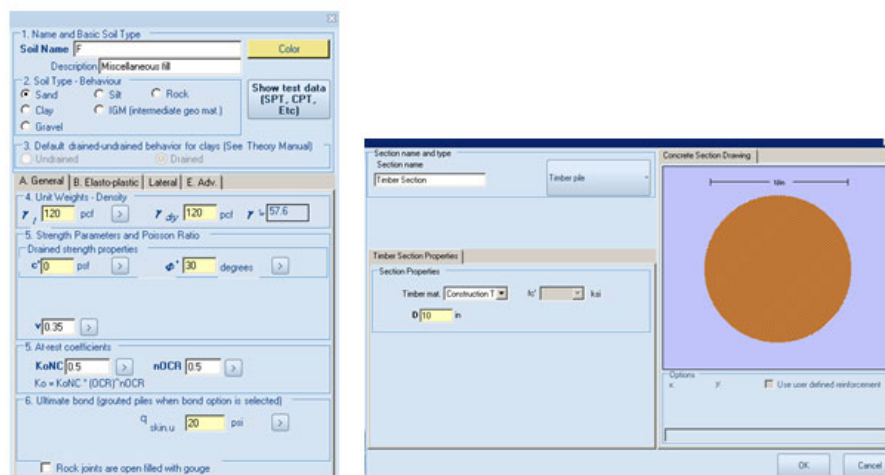 1. Name and Basic Soil Type
Soil Name F
Color
Description Miscellaneous fill
2. Soil Type - Behaviour
Sand Silt Rock
Clay IGM (intermediate geo mat.)
Gravel
Show test data
(SPT, CPT,
Etc)
3. Default drained-undrained behavior for clays (See Theory Manual)
Undrained Drained
A. General B. Elasto-plastic Lateral E. Adv.
4. Unit Weights - Density
γ t 120 pcf > γ dry 120 pcf γ 57.6
5. Strength Parameters and Poisson Ratio
Drained strength properties
c' 0 psf > Φ' 30 degrees >
v 0.35 >
5. At-rest coefficients
KoNC 0.5 > nOCR 0.5 >
Ko = KoNC * (OCR)^nOCR
6. Ultimate bond (grouted piles when bond option is selected)
q skin.u 20 psi >
Rock joints are open filled with gouge
Section name and type
Section name
Timber Section
Timber pile
Timber Section Properties
Section Properties
Timber mat. Construction T fc' ksi
D 10 in
Concrete Section Drawing
Options
x: y:
Use user defined reinforcement
OK Cancel